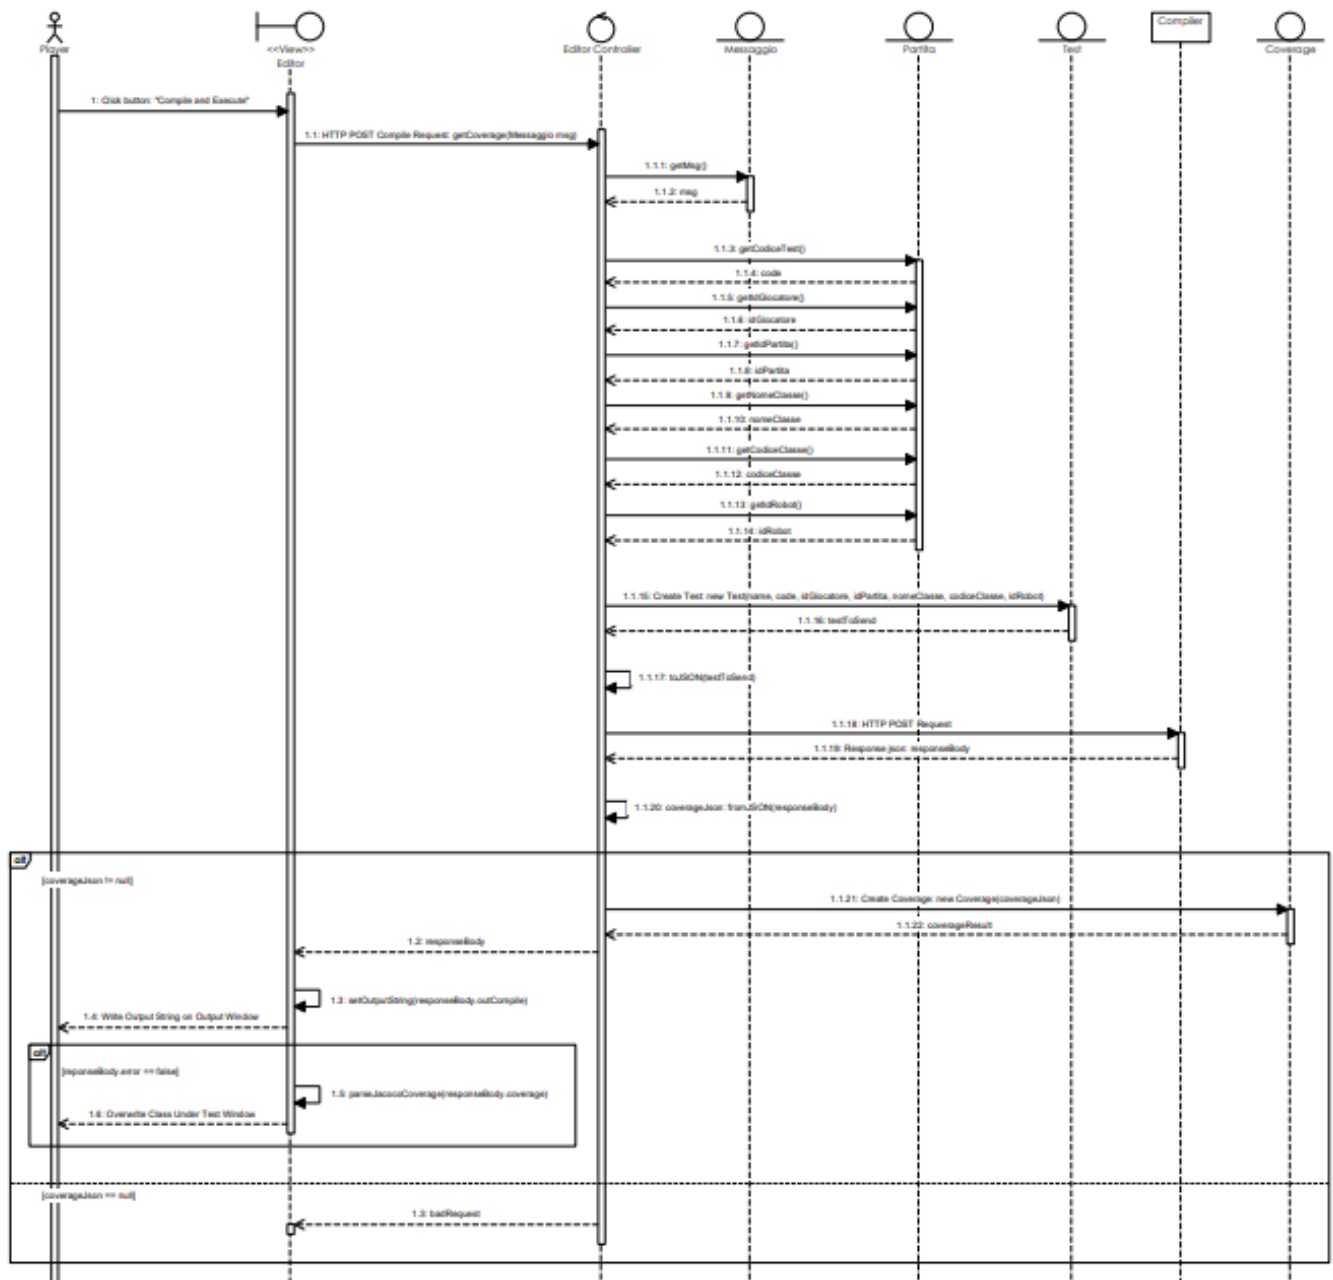 Player
<<View>>
Editor
Editor Controller
Messaggio
Partita
Test
Compiler
Coverage
1: Click button: "Compile and Execute"
1.1: HTTP POST Compile Request: getCoverage(Messaggio msg)
1.1.1: getMsg()
1.1.2: msg
1.1.3: getCodiceTest()
1.1.4: code
1.1.5: getIdGiocatore()
1.1.6: idGiocatore
1.1.7: getIdPartita()
1.1.8: idPartita
1.1.9: getNomeClasse()
1.1.10: nomeClasse
1.1.11: getCodiceClasse()
1.1.12: codiceClasse
1.1.13: getIdRobot()
1.1.14: idRobot
1.1.15: Create Test: new Test(name, code, idGiocatore, idPartita, nomeClasse, codiceClasse, idRobot)
1.1.16: testToSend
1.1.17: toJSON(testToSend)
1.1.18: HTTP POST Request
1.1.19: Response json: responseBody
1.1.20: coverageJson: fromJSON(responseBody)
alt
[coverageJson != null]
1.1.21: Create Coverage: new Coverage(coverageJson)
1.1.22: coverageResult
1.2: responseBody
1.3: setOutputString(responseBody.outCompile)
1.4: Write Output String on Output Window
alt
[reponseBody.error == false]
1.5: parseJacocoCoverage(responseBody.coverage)
1.6: Overwrite Class Under Test Window
[coverageJson == null]
1.3: badRequest